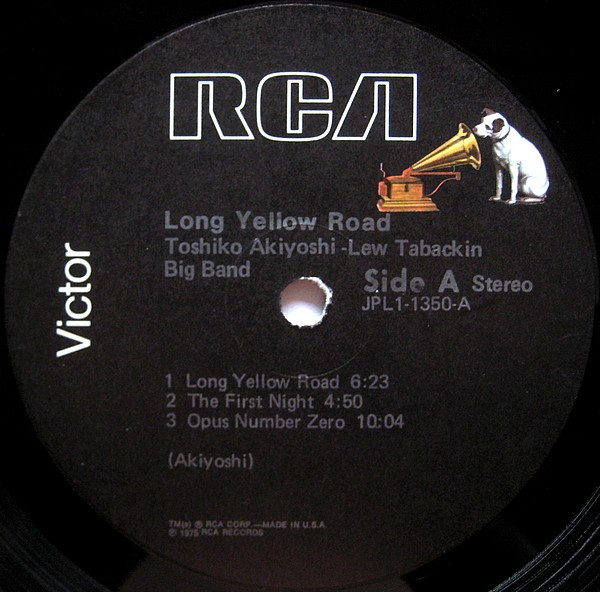 RCA
Long Yellow Road
Toshiko Akiyoshi -Lew Tabackin
Big Band
Side A Stereo
JPL1-1350-A
Victor
1 Long Yellow Road 6:23
2 The First Night 4:50
3 Opus Number Zero 10:04
(Akiyoshi)
TM(s) ® RCA CORP.—MADE IN U.S.A.
℗ 1975 RCA RECORDS